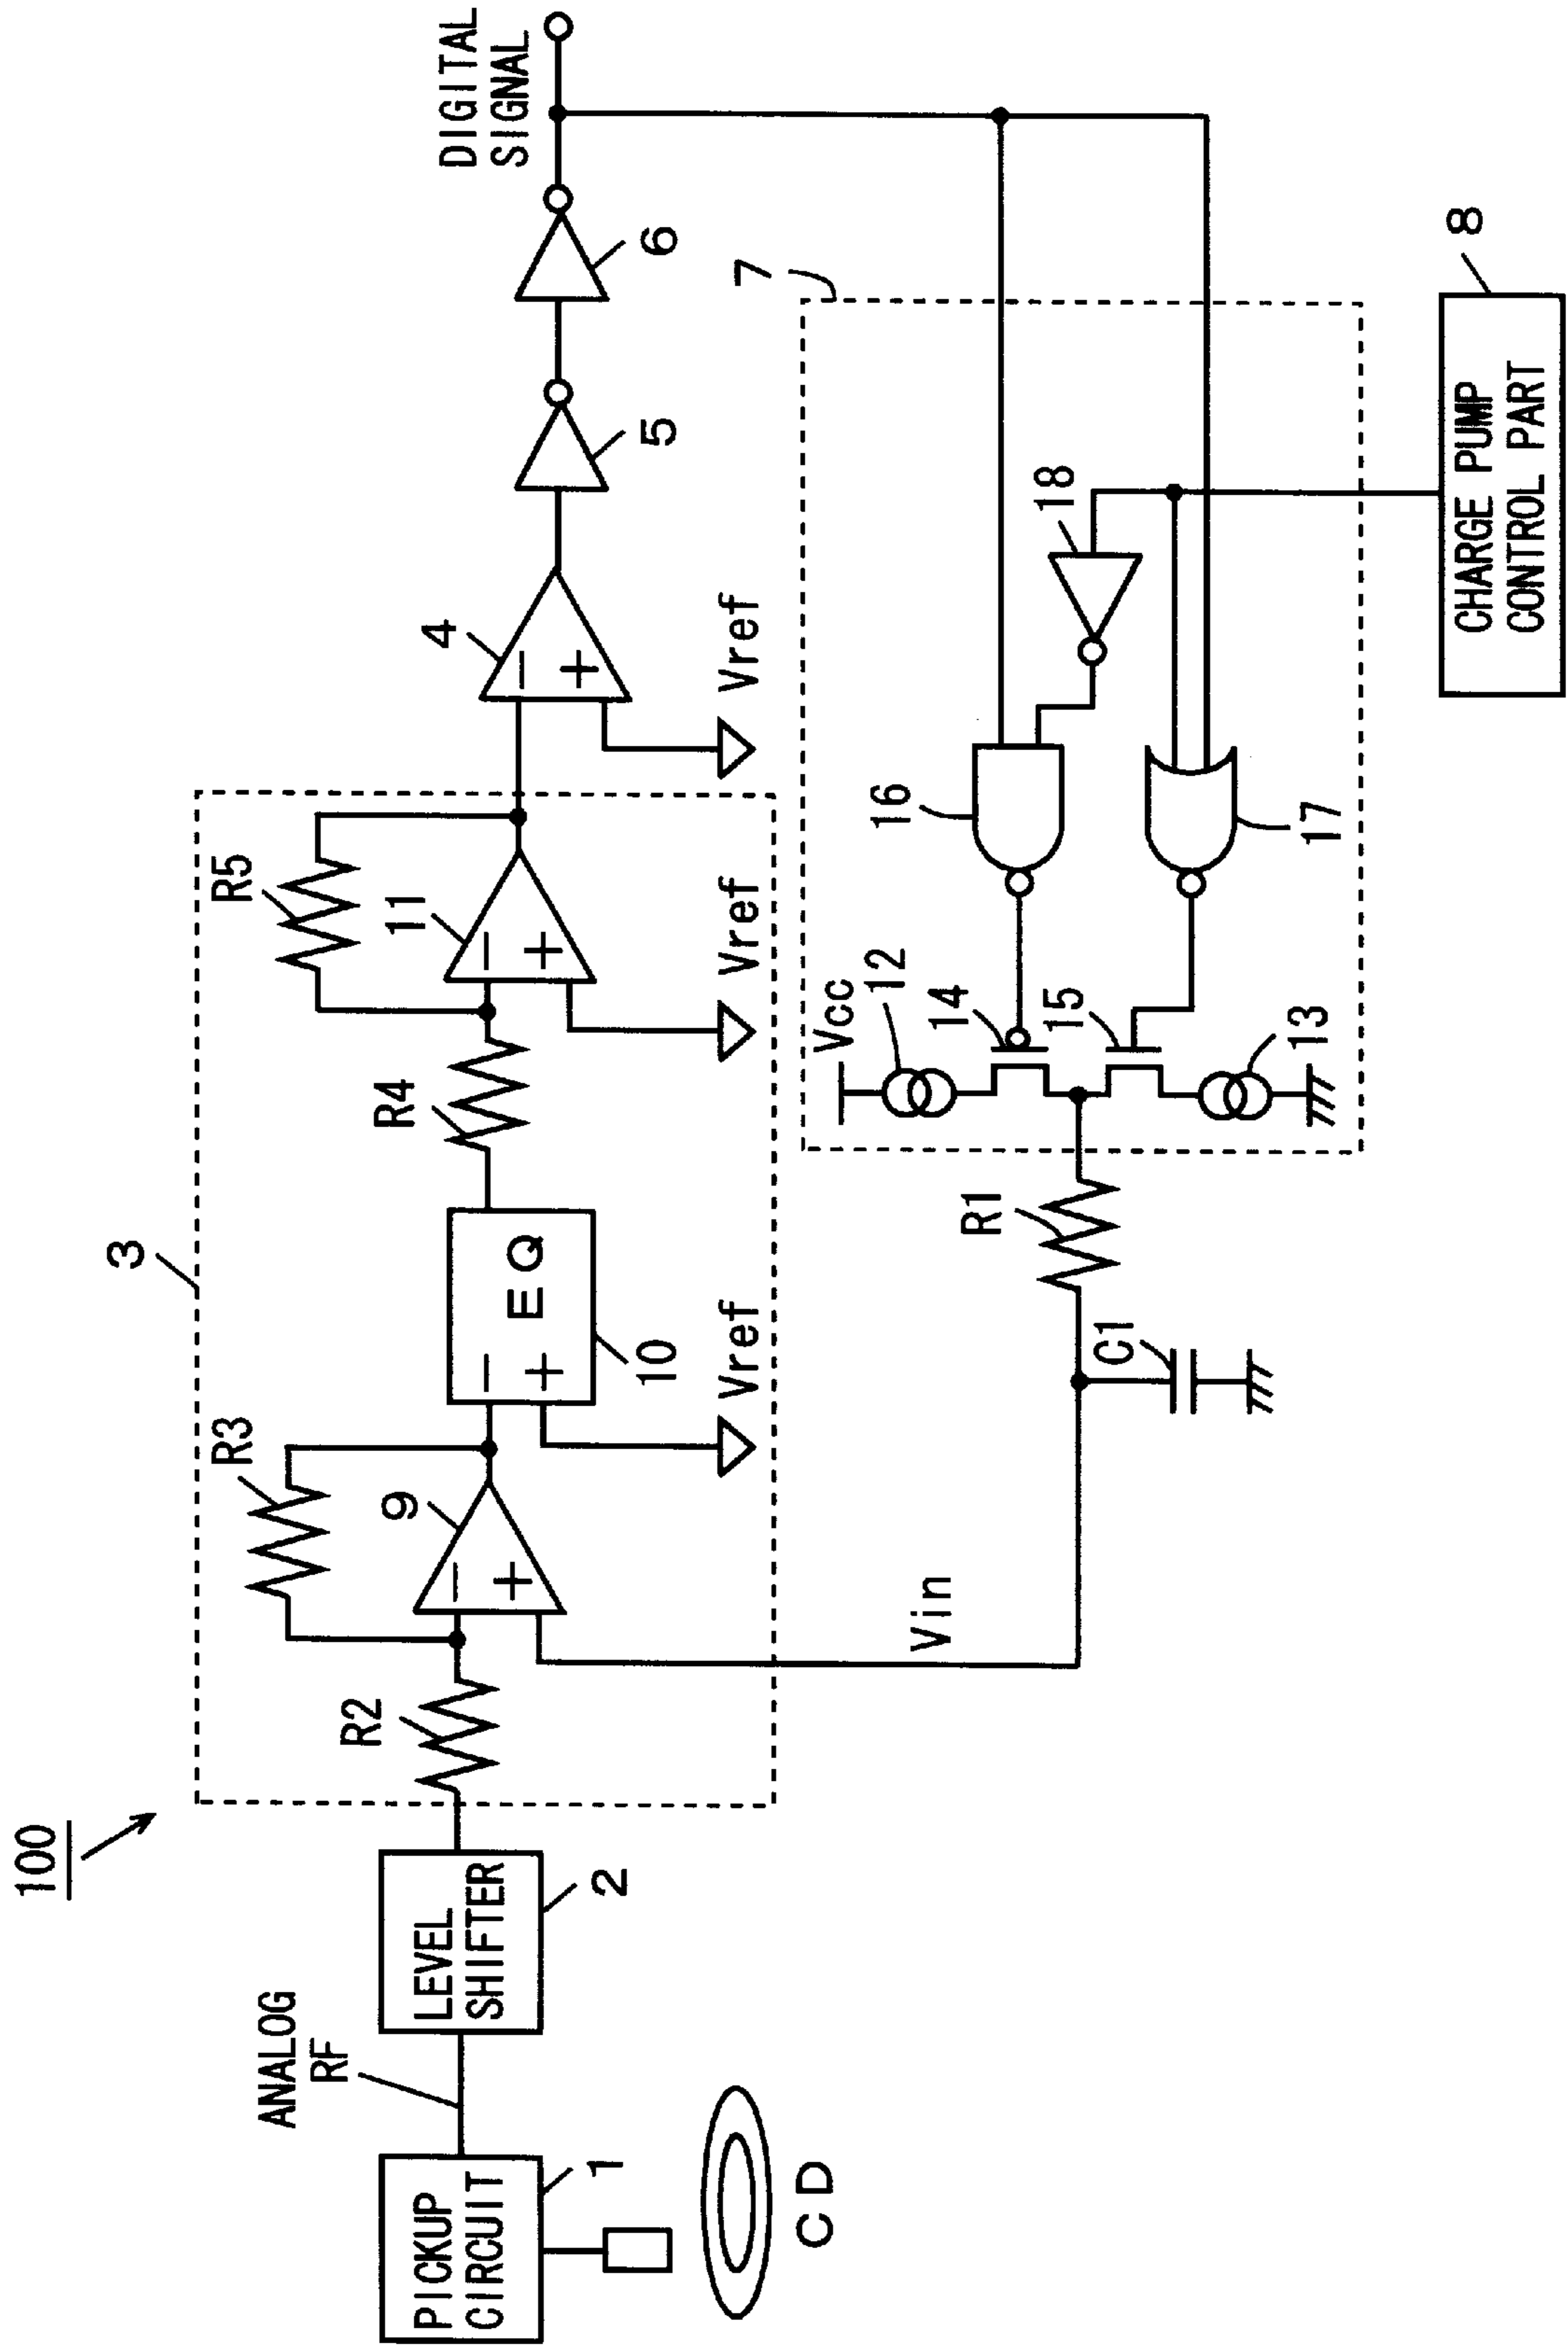 100
PICKUP
CIRCUIT
1
CD
ANALOG
RF
LEVEL
SHIFTER
2
3
R2
R3
9
−
+
Vin
EQ
−
+
10
Vref
R4
R5
11
−
+
Vref
4
−
+
Vref
5
6
DIGITAL
SIGNAL
7
C1
R1
Vcc
12
14
15
13
16
17
18
CHARGE PUMP
CONTROL PART
8